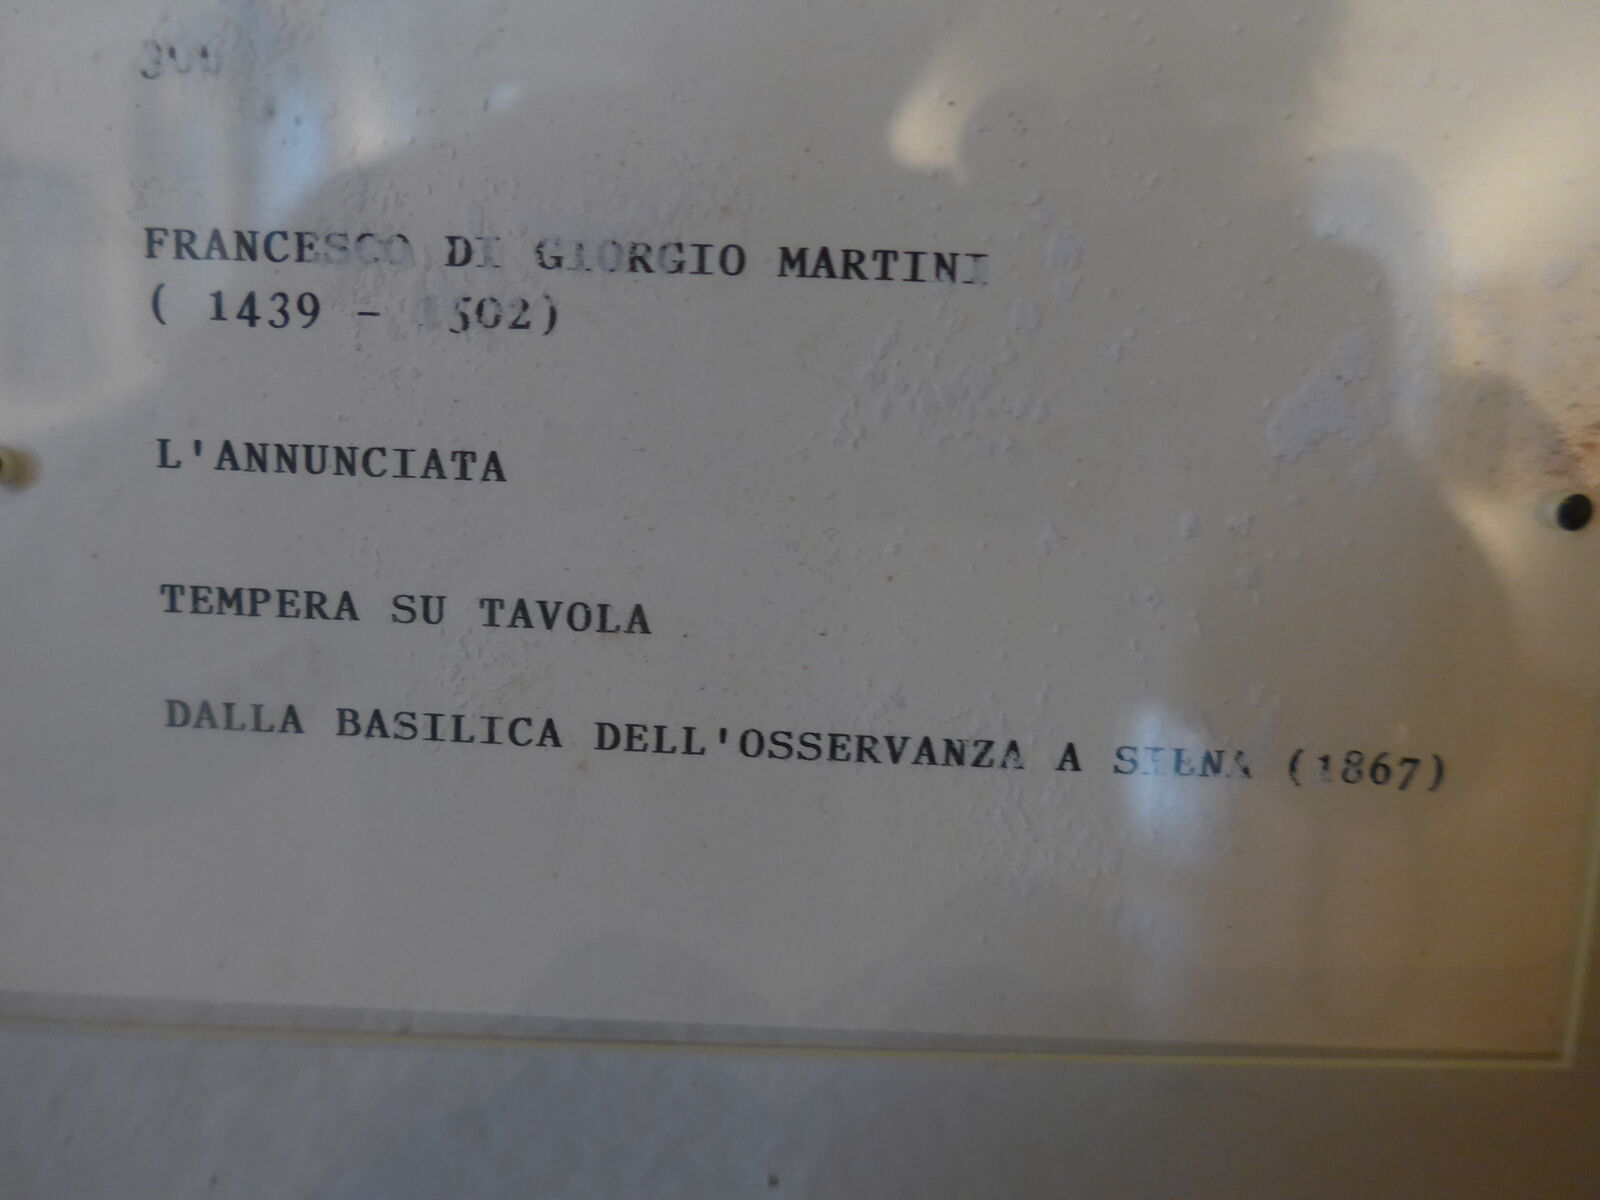 FRANCESCO DI GIORGIO MARTINI
( 1439 - 1502)
L'ANNUNCIATA
TEMPERA SU TAVOLA
DALLA BASILICA DELL'OSSERVANZA A SIENA (1867)